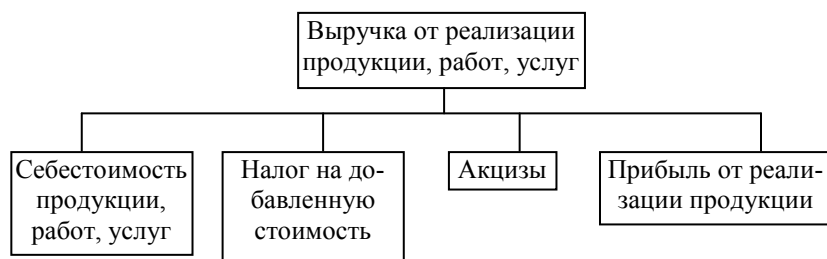 Выручка от реализации
продукции, работ, услуг
Себестоимость
продукции,
работ, услуг
Налог на до-
бавленную
стоимость
Акцизы
Прибыль от реали-
зации продукции